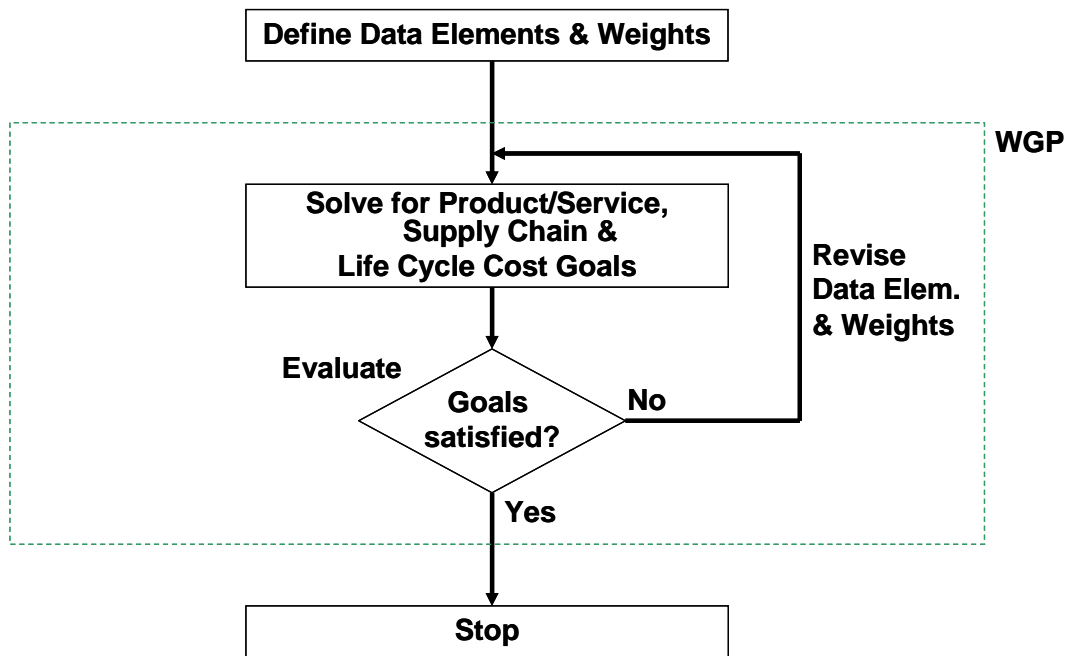 Define Data Elements & Weights
WGP
Solve for Product/Service,
Supply Chain &
Life Cycle Cost Goals
Revise
Data Elem.
& Weights
Evaluate
Goals
satisfied?
No
Yes
Stop